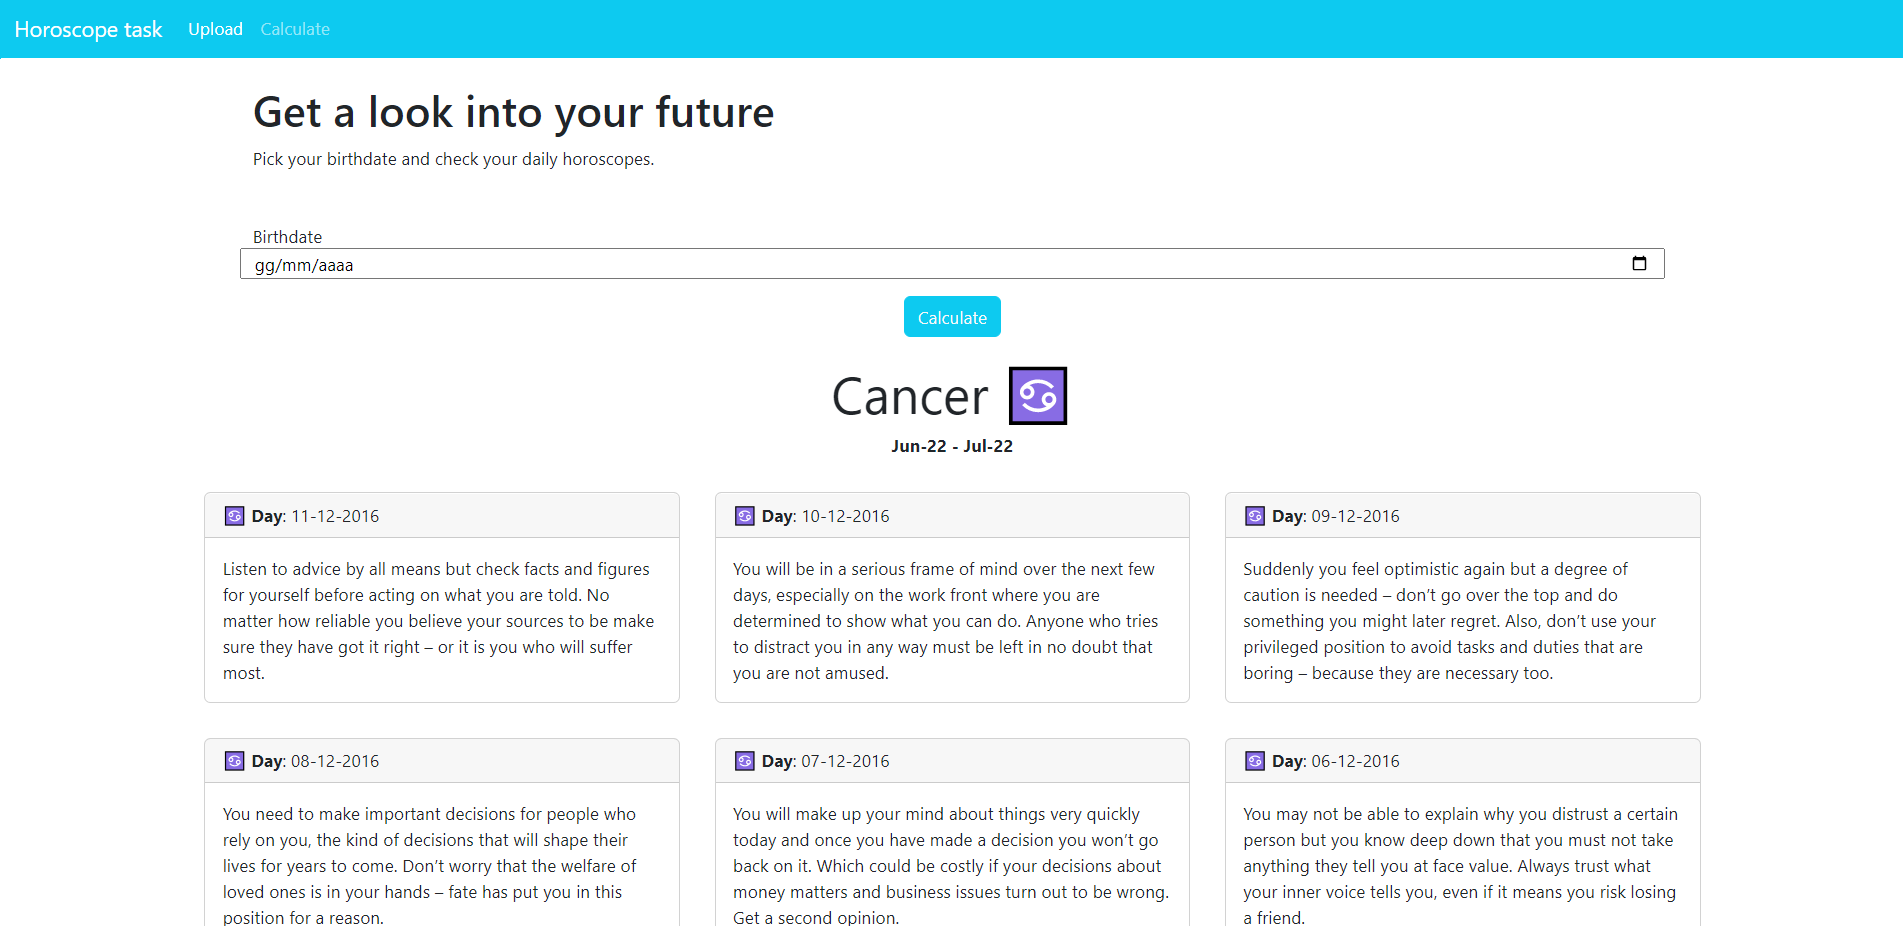 Horoscope task Upload Calculate
Get a look into your future
Pick your birthdate and check your daily horoscopes.
Birthdate
gg/mm/aaaa
Calculate
Cancer ♋
Jun-22 - Jul-22
♋ Day: 11-12-2016
Listen to advice by all means but check facts and figures
for yourself before acting on what you are told. No
matter how reliable you believe your sources to be make
sure they have got it right – or it is you who will suffer
most.
♋ Day: 10-12-2016
You will be in a serious frame of mind over the next few
days, especially on the work front where you are
determined to show what you can do. Anyone who tries
to distract you in any way must be left in no doubt that
you are not amused.
♋ Day: 09-12-2016
Suddenly you feel optimistic again but a degree of
caution is needed – don’t go over the top and do
something you might later regret. Also, don’t use your
privileged position to avoid tasks and duties that are
boring – because they are necessary too.
♋ Day: 08-12-2016
You need to make important decisions for people who
rely on you, the kind of decisions that will shape their
lives for years to come. Don’t worry that the welfare of
loved ones is in your hands – fate has put you in this
position for a reason.
♋ Day: 07-12-2016
You will make up your mind about things very quickly
today and once you have made a decision you won’t go
back on it. Which could be costly if your decisions about
money matters and business issues turn out to be wrong.
Get a second opinion.
♋ Day: 06-12-2016
You may not be able to explain why you distrust a certain
person but you know deep down that you must not take
anything they tell you at face value. Always trust what
your inner voice tells you, even if it means you risk losing
a friend.